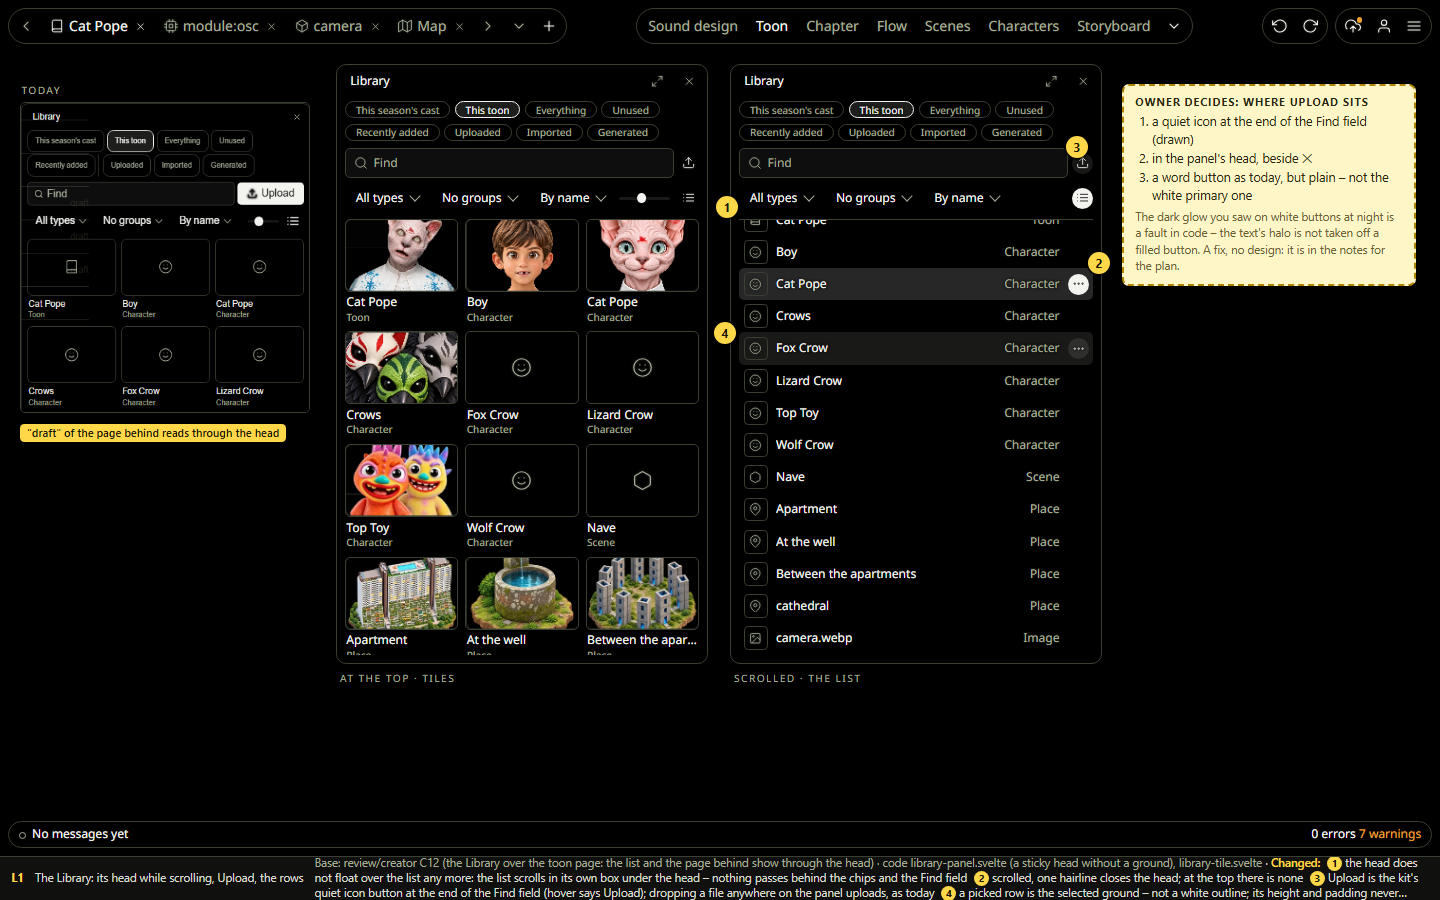 Cat Pope
module:osc
camera
Map
Sound design
Toon
Chapter
Flow
Scenes
Characters
Storyboard
TODAY
Library
This season's cast
This toon
Everything
Unused
Recently added
Uploaded
Imported
Generated
Find
Upload
draft
All types
No groups
By name
draft
draft
Cat Pope
Toon
Boy
Character
Cat Pope
Character
Crows
Character
Fox Crow
Character
Lizard Crow
Character
"draft" of the page behind reads through the head
Library
This season's cast
This toon
Everything
Unused
Recently added
Uploaded
Imported
Generated
Find
All types
No groups
By name
Cat Pope
Toon
Boy
Character
Cat Pope
Character
Crows
Character
Fox Crow
Character
Lizard Crow
Character
Top Toy
Character
Wolf Crow
Character
Nave
Scene
Apartment
Place
At the well
Place
Between the apar...
Place
AT THE TOP · TILES
Library
This season's cast
This toon
Everything
Unused
Recently added
Uploaded
Imported
Generated
3
Find
1
All types
No groups
By name
Cat Pope Toon
Boy Character
2
Cat Pope Character
Crows Character
4
Fox Crow Character
Lizard Crow Character
Top Toy Character
Wolf Crow Character
Nave Scene
Apartment Place
At the well Place
Between the apartments Place
cathedral Place
camera.webp Image
SCROLLED · THE LIST
OWNER DECIDES: WHERE UPLOAD SITS
1. a quiet icon at the end of the Find field
(drawn)
2. in the panel's head, beside ×
3. a word button as today, but plain – not the
white primary one
The dark glow you saw on white buttons at night is
a fault in code – the text's halo is not taken off a
filled button. A fix, no design: it is in the notes for
the plan.
No messages yet
0 errors 7 warnings
L1 The Library: its head while scrolling, Upload, the rows
Base: review/creator C12 (the Library over the toon page: the list and the page behind show through the head) · code library-panel.svelte (a sticky head without a ground), library-tile.svelte · Changed: 1 the head does
not float over the list any more: the list scrolls in its own box under the head – nothing passes behind the chips and the Find field 2 scrolled, one hairline closes the head; at the top there is none 3 Upload is the kit's
quiet icon button at the end of the Find field (hover says Upload); dropping a file anywhere on the panel uploads, as today 4 a picked row is the selected ground – not a white outline; its height and padding never...